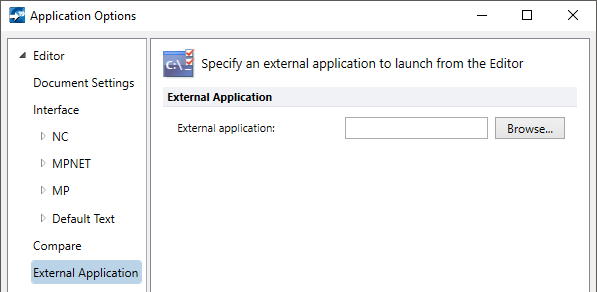 Application Options
Editor
Document Settings
Interface
NC
MPNET
MP
Default Text
Compare
External Application
C:\
Specify an external application to launch from the Editor
External Application
External application:
Browse...